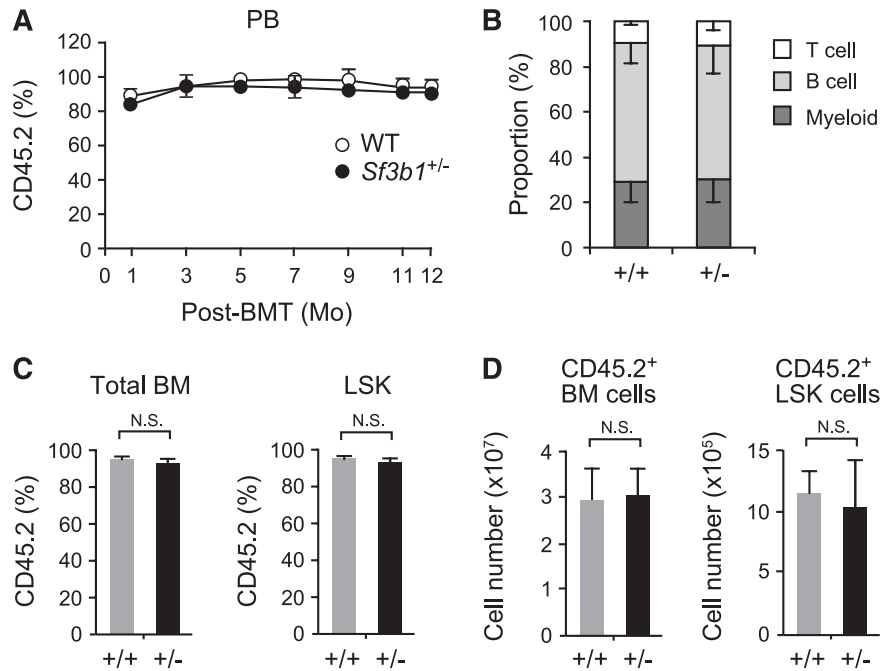 A
PB
CD45.2 (%)
120
100
80
60
40
20
0
0 1 3 5 7 9 11 12
Post-BMT (Mo)
WT
Sf3b1+/-
B
Proportion (%)
100
80
60
40
20
0
+/+ +/-
T cell
B cell
Myeloid
C
Total BM
N.S.
CD45.2 (%)
100
80
60
40
20
0
+/+ +/-
LSK
N.S.
CD45.2 (%)
100
80
60
40
20
0
+/+ +/-
D
CD45.2+
BM cells
N.S.
Cell number (x10⁷)
4
3
2
1
0
+/+ +/-
CD45.2+
LSK cells
N.S.
Cell number (x10⁵)
15
10
5
0
+/+ +/-